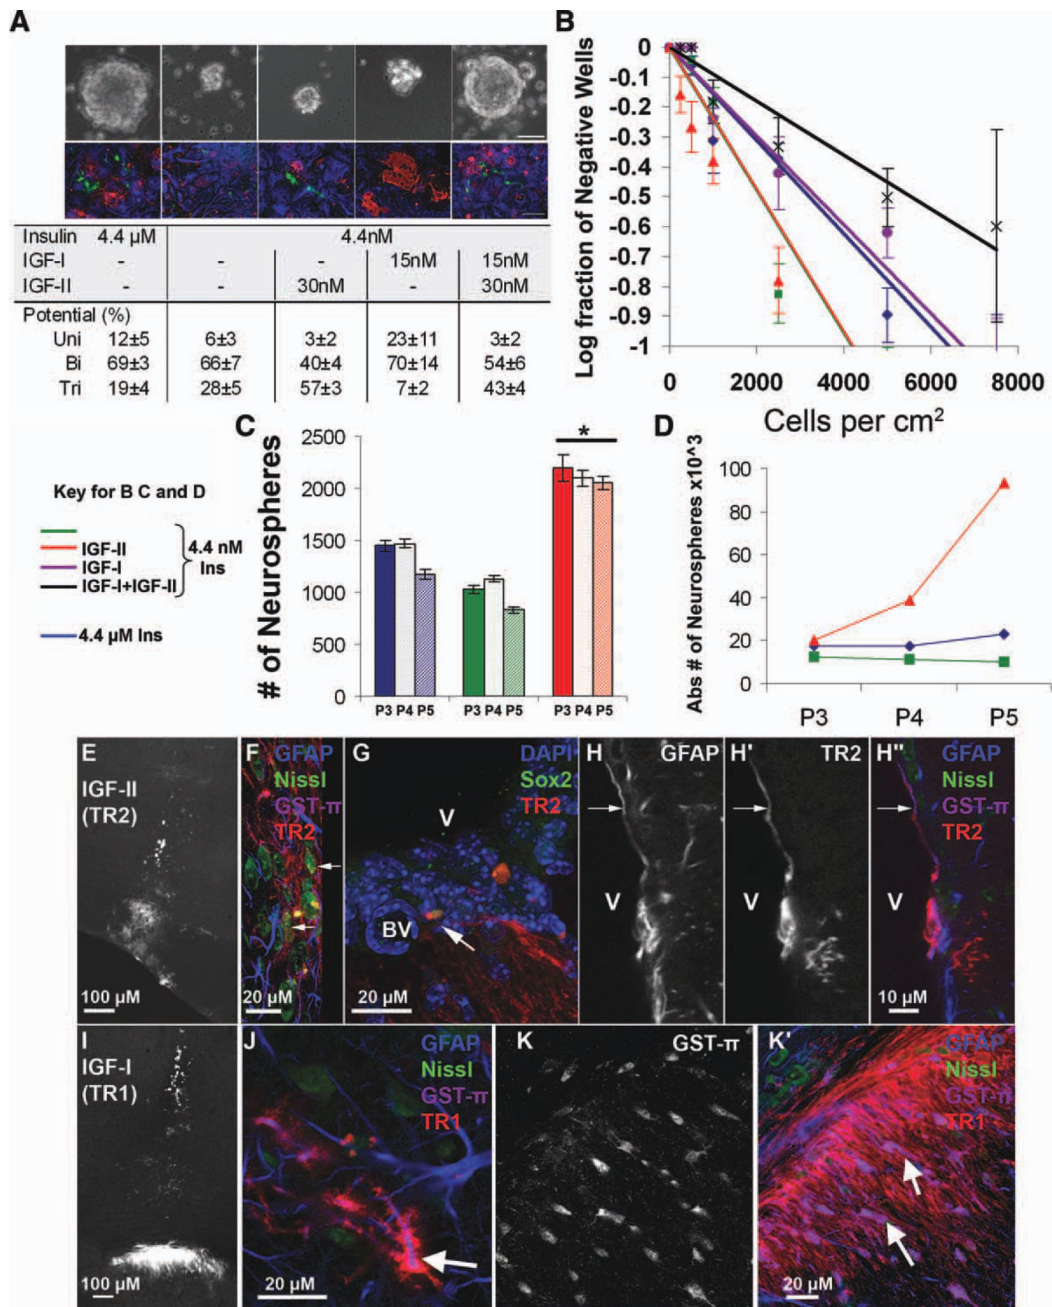 A
Insulin 4.4 µM 4.4nM
IGF-I - - - 15nM 15nM
IGF-II - - 30nM - 30nM
Potential (%)
Uni 12±5 6±3 3±2 23±11 3±2
Bi 69±3 66±7 40±4 70±14 54±6
Tri 19±4 28±5 57±3 7±2 43±4
B
Log fraction of Negative Wells
0
-0.1
-0.2
-0.3
-0.4
-0.5
-0.6
-0.7
-0.8
-0.9
-1
0 2000 4000 6000 8000
Cells per cm²
Key for B C and D
IGF-II
IGF-I
IGF-I+IGF-II
4.4 nM
Ins
4.4 µM Ins
C
# of Neurospheres
2500
2000
1500
1000
500
0
*
P3 P4 P5 P3 P4 P5 P3 P4 P5
D
Abs # of Neurospheres x10^3
100
80
60
40
20
0
P3 P4 P5
E
IGF-II
(TR2)
100 µM
F GFAP
Nissl
GST-π
TR2
20 µM
G DAPI
Sox2
TR2
V
BV
20 µM
H GFAP
V
H' TR2
V
H" GFAP
Nissl
GST-π
TR2
V
10 µM
I
IGF-I
(TR1)
100 µM
J GFAP
Nissl
GST-π
TR1
20 µM
K GST-π
K' GFAP
Nissl
GST-π
TR1
20 µM